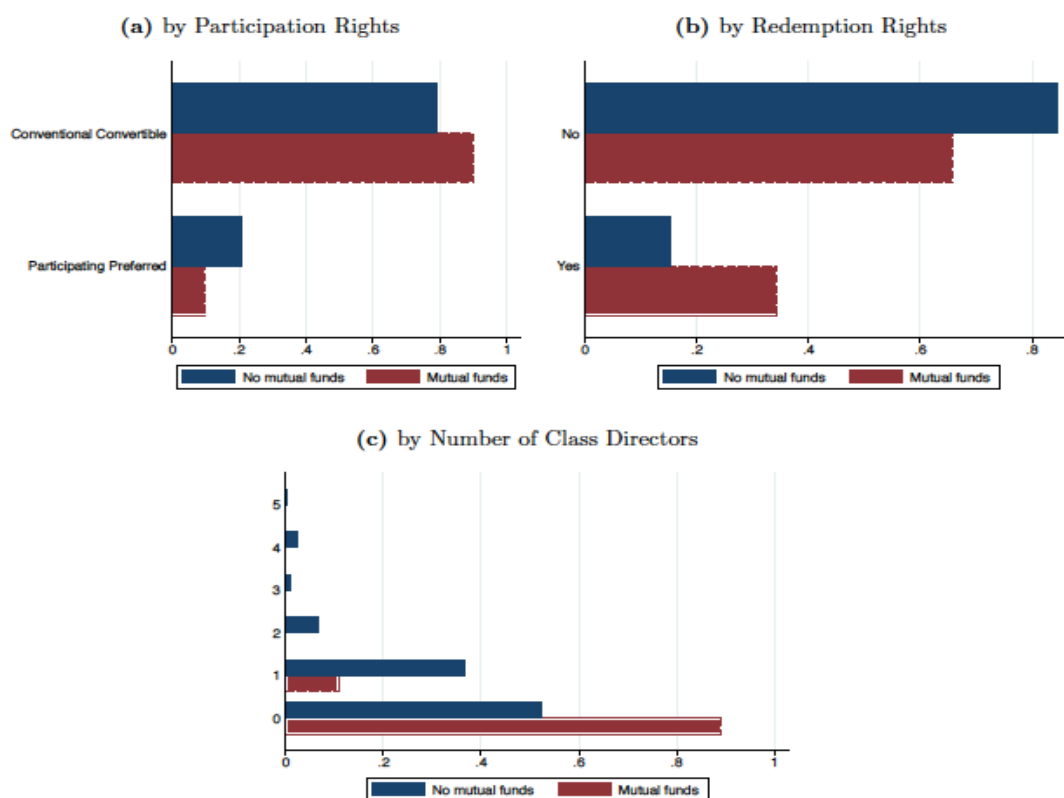 (a) by Participation Rights
Conventional Convertible
Participating Preferred
0 .2 .4 .6 .8 1
No mutual funds Mutual funds
(b) by Redemption Rights
No
Yes
0 .2 .4 .6 .8
No mutual funds Mutual funds
(c) by Number of Class Directors
5
4
3
2
1
0
0 .2 .4 .6 .8 1
No mutual funds Mutual funds